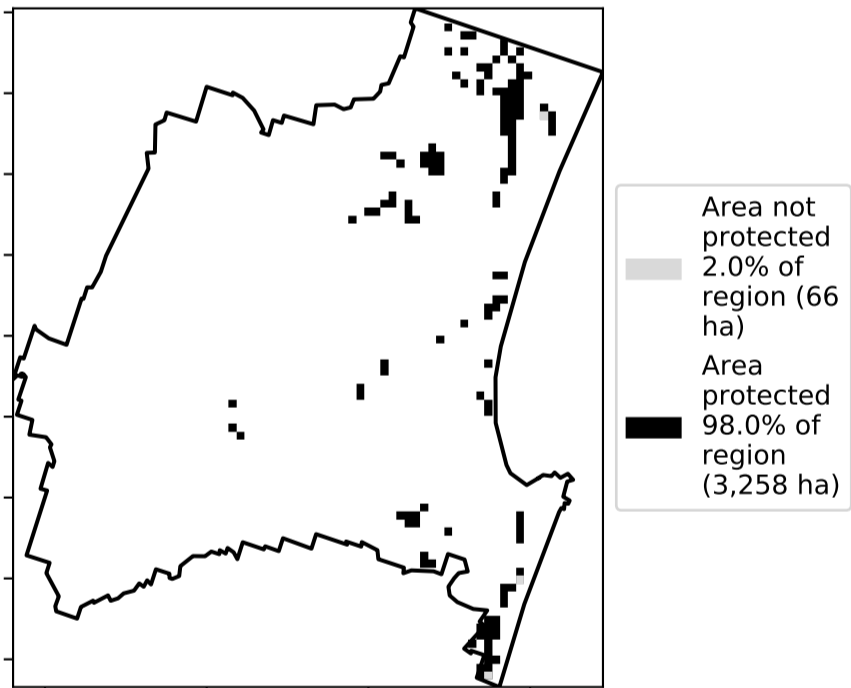 Area not
protected
2.0% of
region (66
ha)
Area
protected
98.0% of
region
(3,258 ha)